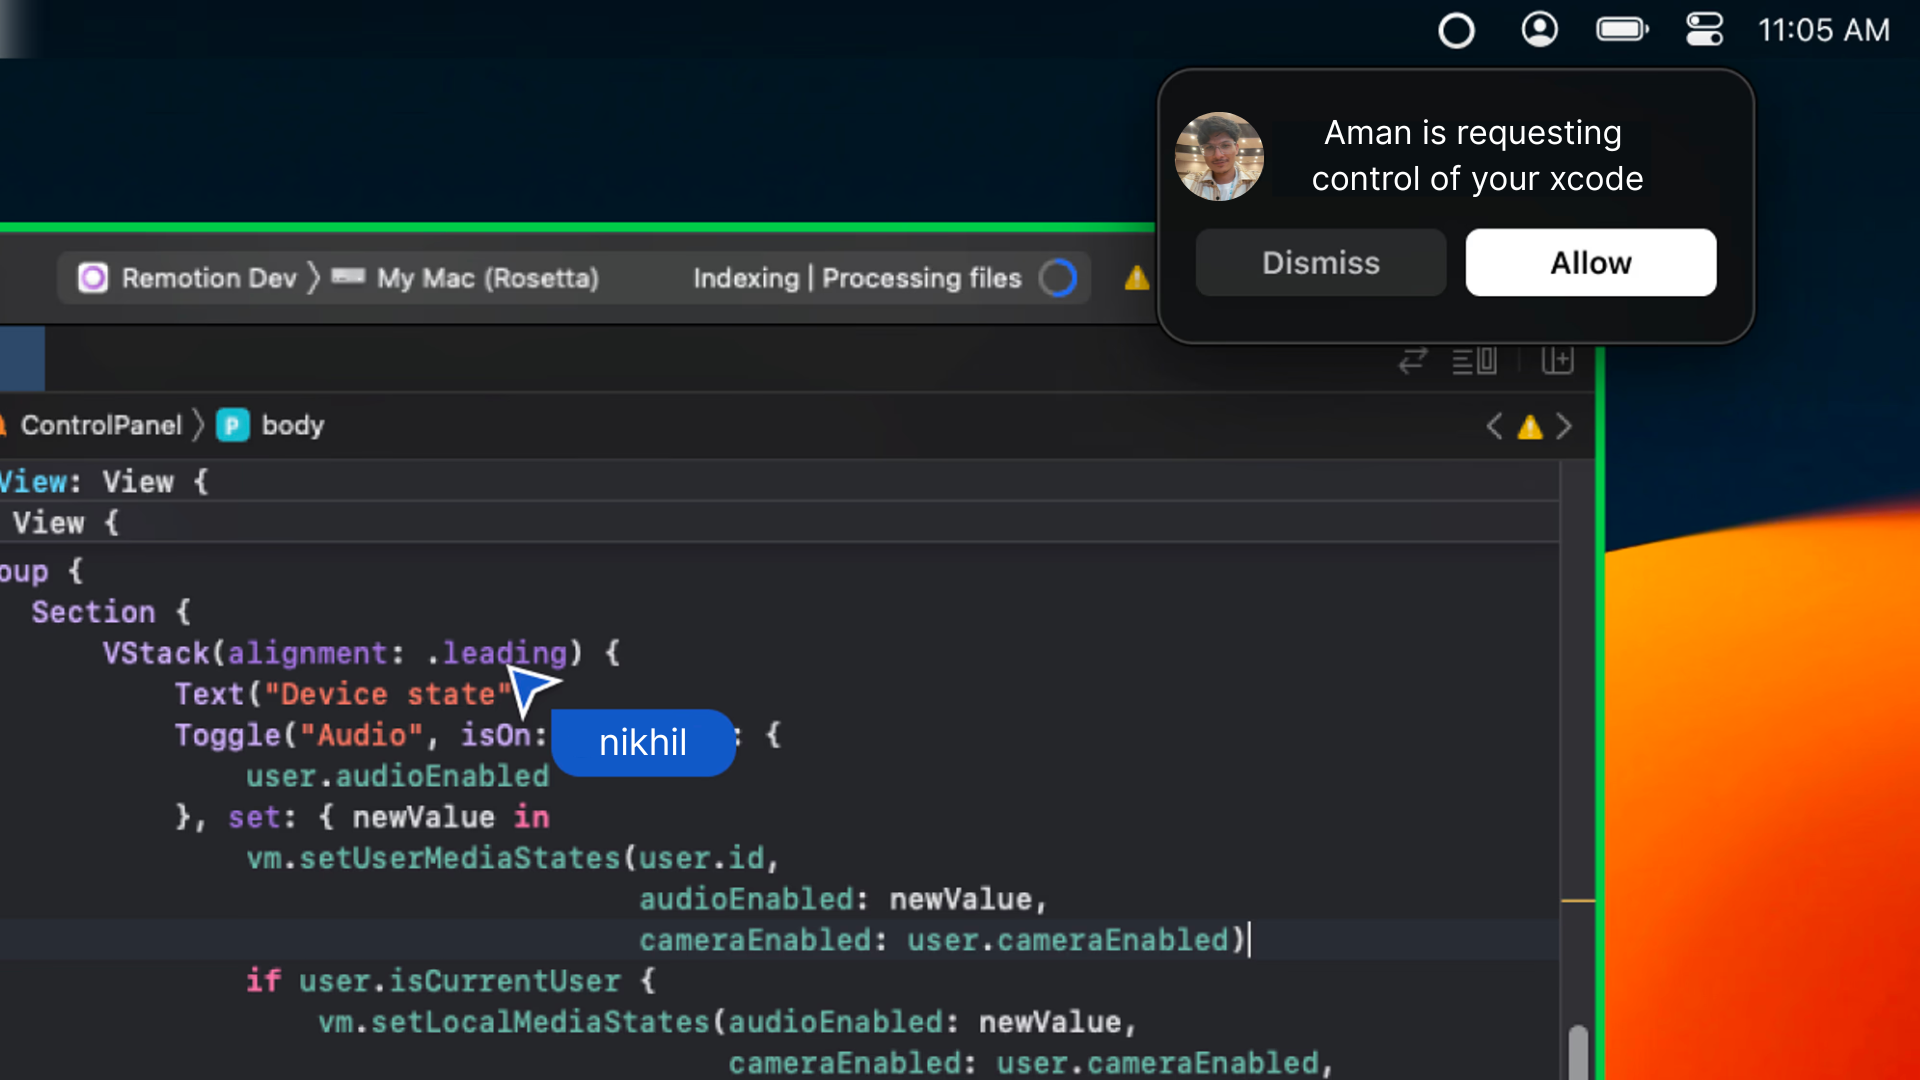 11:05 AM
Aman is requesting
control of your xcode
Dismiss
Allow
Remotion Dev 〉 My Mac (Rosetta)
Indexing | Processing files
ControlPanel 〉 P body
View: View {
View {
oup {
Section {
VStack(alignment: .leading) {
Text("Device state"
Toggle("Audio", isOn: : {
nikhil
user.audioEnabled
}, set: { newValue in
vm.setUserMediaStates(user.id,
audioEnabled: newValue,
cameraEnabled: user.cameraEnabled)
if user.isCurrentUser {
vm.setLocalMediaStates(audioEnabled: newValue,
cameraEnabled: user.cameraEnabled,